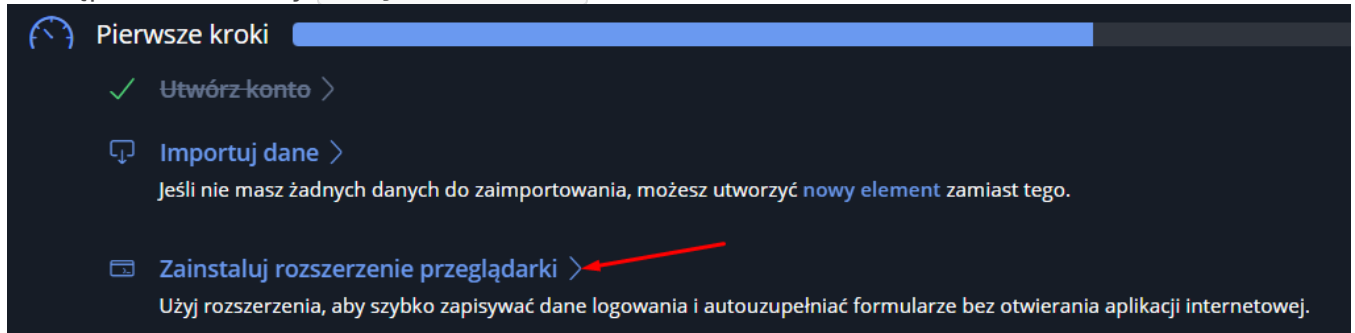 Pierwsze kroki
Utwórz konto
Importuj dane
Jeśli nie masz żadnych danych do zaimportowania, możesz utworzyć nowy element zamiast tego.
Zainstaluj rozszerzenie przeglądarki
Użyj rozszerzenia, aby szybko zapisywać dane logowania i autouzupełniać formularze bez otwierania aplikacji internetowej.